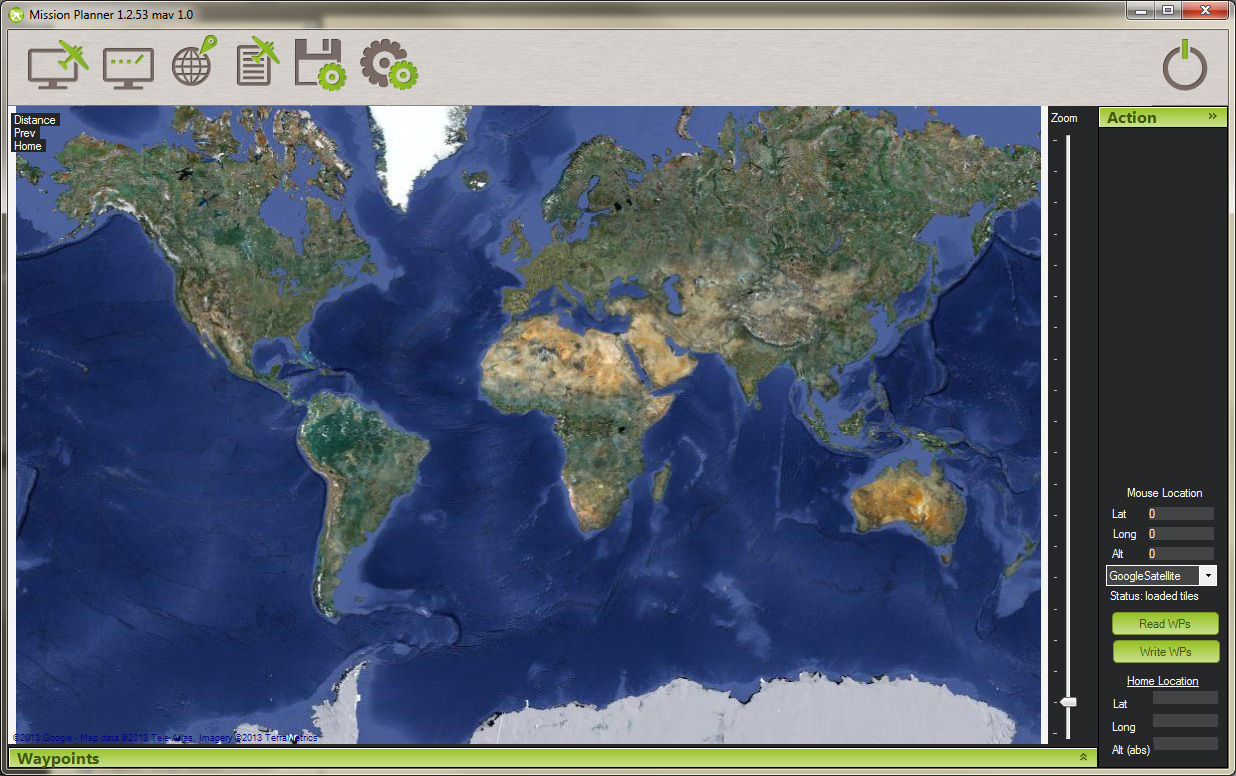 Mission Planner 1.2.53 mav 1.0
Distance
Prev
Home
Zoom
Action »
Mouse Location
Lat 0
Long 0
Alt 0
GoogleSatellite
Status: loaded tiles
Read WPs
Write WPs
Home Location
Lat
Long
Alt (abs)
©2013 Google - Map data ©2013 Tele Atlas, Imagery ©2013 TerraMetrics
Waypoints